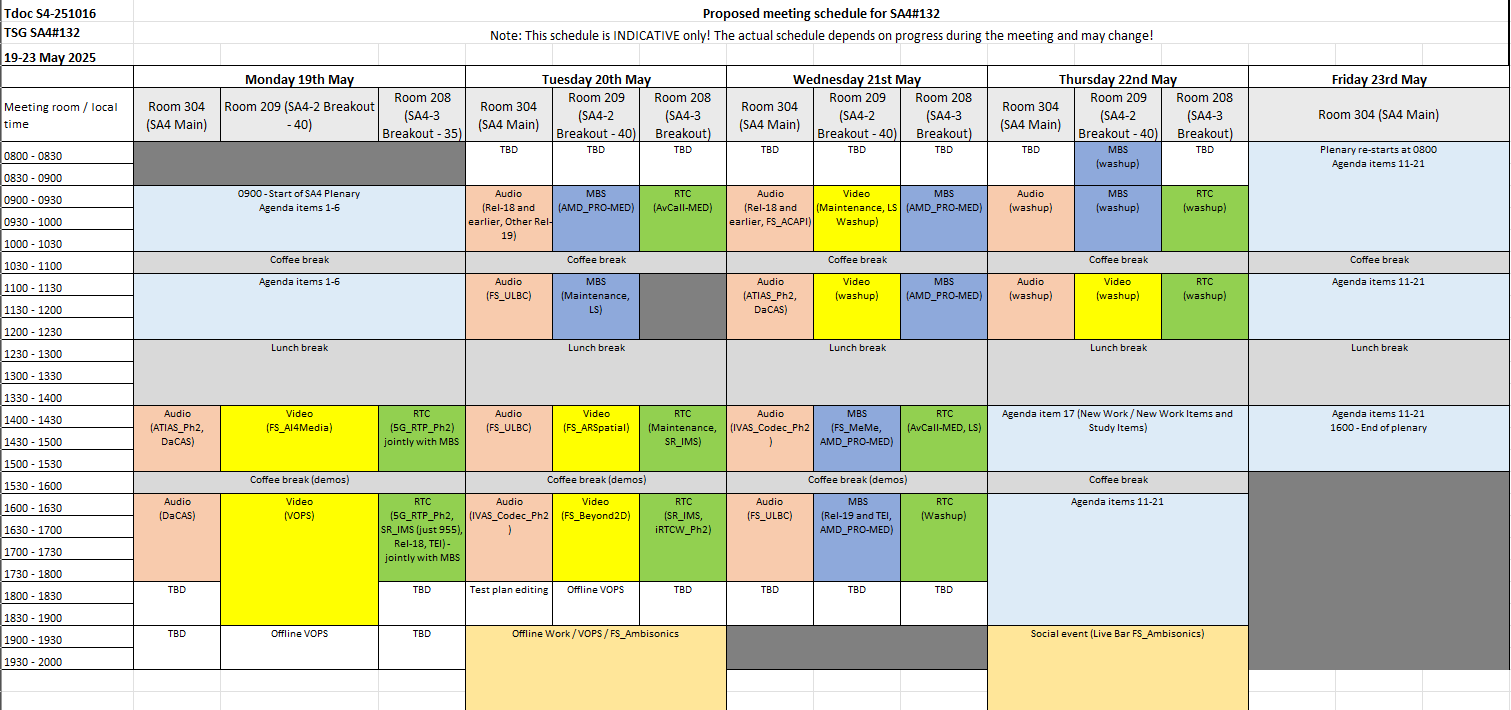 Tdoc S4-251016
Proposed meeting schedule for SA4#132
TSG SA4#132
Note: This schedule is INDICATIVE only! The actual schedule depends on progress during the meeting and may change!
19-23 May 2025
Monday 19th May
Tuesday 20th May
Wednesday 21st May
Thursday 22nd May
Friday 23rd May
Meeting room / local
time
Room 304
(SA4 Main)
Room 209 (SA4-2 Breakout
- 40)
Room 208
(SA4-3
Breakout - 35)
Room 304
(SA4 Main)
Room 209
(SA4-2
Breakout - 40)
Room 208
(SA4-3
Breakout)
Room 304
(SA4 Main)
Room 209
(SA4-2
Breakout - 40)
Room 208
(SA4-3
Breakout)
Room 304
(SA4 Main)
Room 209
(SA4-2
Breakout - 40)
Room 208
(SA4-3
Breakout)
Room 304 (SA4 Main)
0800 - 0830
TBD
TBD
TBD
TBD
TBD
TBD
TBD
MBS
(washup)
TBD
Plenary re-starts at 0800
Agenda items 11-21
0830 - 0900
0900 - 0930
0900 - Start of SA4 Plenary
Agenda items 1-6
Audio
(Rel-18 and
earlier, Other Rel-
19)
MBS
(AMD_PRO-MED)
RTC
(AvCall-MED)
Audio
(Rel-18 and
earlier, FS_ACAPI)
Video
(Maintenance, LS
Washup)
MBS
(AMD_PRO-MED)
Audio
(washup)
MBS
(washup)
RTC
(washup)
0930 - 1000
1000 - 1030
1030 - 1100
Coffee break
Coffee break
Coffee break
Coffee break
Coffee break
1100 - 1130
Agenda items 1-6
Audio
(FS_ULBC)
MBS
(Maintenance,
LS)
Audio
(ATIAS_Ph2,
DaCAS)
Video
(washup)
MBS
(AMD_PRO-MED)
Audio
(washup)
Video
(washup)
RTC
(washup)
Agenda items 11-21
1130 - 1200
1200 - 1230
1230 - 1300
Lunch break
Lunch break
Lunch break
Lunch break
Lunch break
1300 - 1330
1330 - 1400
1400 - 1430
Audio
(ATIAS_Ph2,
DaCAS)
Video
(FS_AI4Media)
RTC
(5G_RTP_Ph2)
jointly with MBS
Audio
(FS_ULBC)
Video
(FS_ARSpatial)
RTC
(Maintenance,
SR_IMS)
Audio
(IVAS_Codec_Ph2
)
MBS
(FS_MeMe,
AMD_PRO-MED)
RTC
(AvCall-MED, LS)
Agenda item 17 (New Work / New Work Items and
Study Items)
Agenda items 11-21
1600 - End of plenary
1430 - 1500
1500 - 1530
1530 - 1600
Coffee break (demos)
Coffee break (demos)
Coffee break (demos)
Coffee break
1600 - 1630
Audio
(DaCAS)
Video
(VOPS)
RTC
(5G_RTP_Ph2,
SR_IMS (just 955),
Rel-18, TEI) -
jointly with MBS
Audio
(IVAS_Codec_Ph2
)
Video
(FS_Beyond2D)
RTC
(SR_IMS,
iRTCW_Ph2)
Audio
(FS_ULBC)
MBS
(Rel-19 and TEI,
AMD_PRO-MED)
RTC
(Washup)
Agenda items 11-21
1630 - 1700
1700 - 1730
1730 - 1800
1800 - 1830
TBD
TBD
Test plan editing
Offline VOPS
TBD
TBD
TBD
TBD
1830 - 1900
1900 - 1930
TBD
Offline VOPS
TBD
Offline Work / VOPS / FS_Ambisonics
Social event (Live Bar FS_Ambisonics)
1930 - 2000